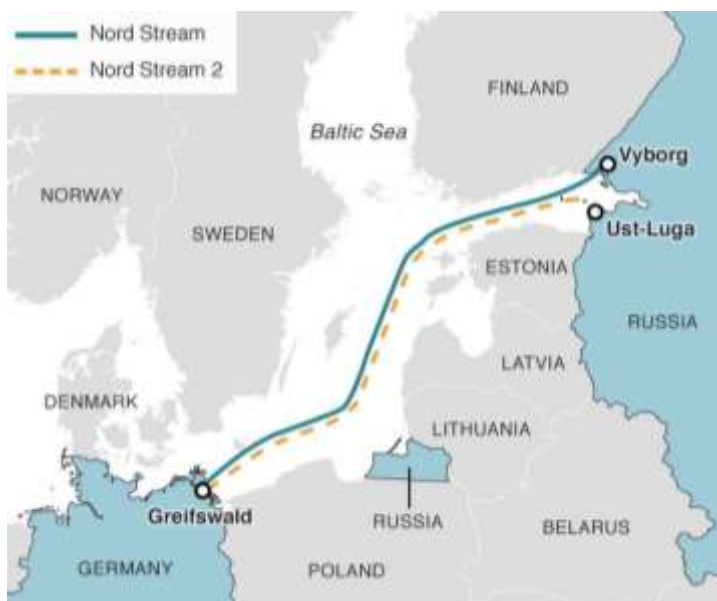 Nord Stream
Nord Stream 2
FINLAND
Baltic Sea
Vyborg
NORWAY
SWEDEN
Ust-Luga
ESTONIA
RUSSIA
LATVIA
DENMARK
LITHUANIA
Greifswald
RUSSIA
BELARUS
GERMANY
POLAND